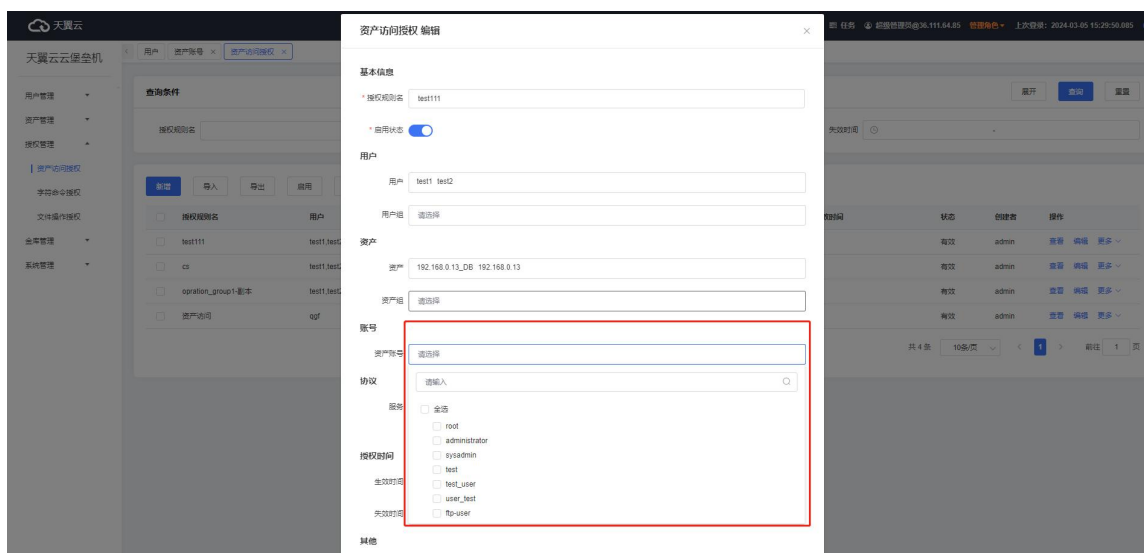 天翼云
资产访问授权 编辑
任务 超级管理员@36.111.64.85 管理角色 上次登录: 2024-03-05 15:29:50.085
天翼云云堡垒机
用户 资产账号 × 资产访问授权 ×
基本信息
用户管理
查询条件
* 授权规则名 test111
展开 查询 重置
资产管理
授权规则名
* 启用状态
失效时间 -
授权管理
用户
资产访问授权
用户 test1 test2
字符命令授权
新增 导入 导出 启用
文件操作授权
授权规则名 用户
用户组 请选择
状态 创建者 操作
金库管理
test111 test1,test2
资产
有效 admin 查看 编辑 更多
系统管理
cs test1,test2
资产 192.168.0.13_DB 192.168.0.13
有效 admin 查看 编辑 更多
opration_group1-副本 test1,test2
有效 admin 查看 编辑 更多
资产组 请选择
资产访问 qgf
有效 admin 查看 编辑 更多
账号
资产账号 请选择
共 4 条 10条/页 < 1 > 前往 1 页
协议
请输入
服务
全选
root
administrator
授权时间
sysadmin
test
生效时间
test_user
user_test
失效时间
ftp-user
其他